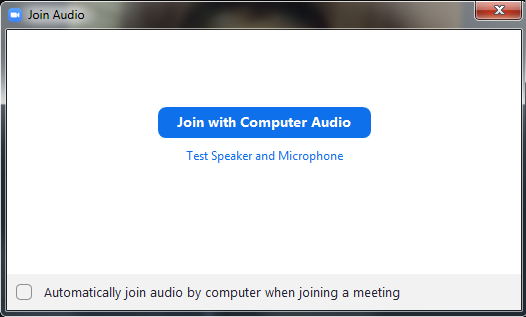 Join Audio
Join with Computer Audio
Test Speaker and Microphone
Automatically join audio by computer when joining a meeting